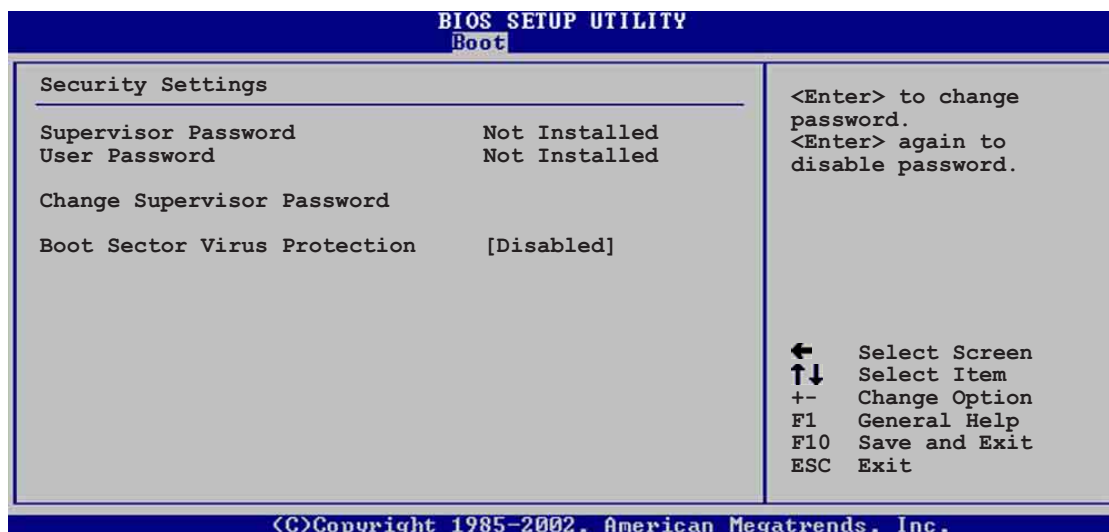 BIOS SETUP UTILITY
Boot
Security Settings
Supervisor Password Not Installed
User Password Not Installed
Change Supervisor Password
Boot Sector Virus Protection [Disabled]
<Enter> to change
password.
<Enter> again to
disable password.
← Select Screen
↑↓ Select Item
+- Change Option
F1 General Help
F10 Save and Exit
ESC Exit
(C)Copyright 1985-2002, American Megatrends, Inc.